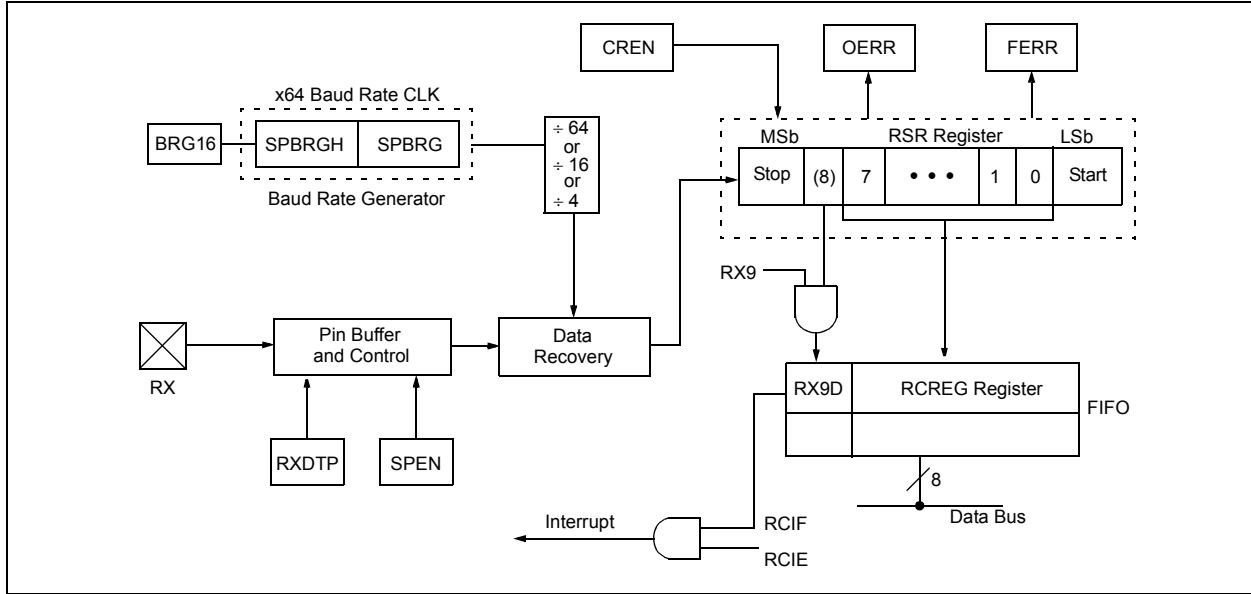 CREN
OERR
FERR
x64 Baud Rate CLK
BRG16
SPBRGH
SPBRG
Baud Rate Generator
÷ 64
or
÷ 16
or
÷ 4
MSb
RSR Register
LSb
Stop
(8)
7
• • •
1
0
Start
RX9
RX
Pin Buffer
and Control
Data
Recovery
RXDTP
SPEN
RX9D
RCREG Register
FIFO
8
Data Bus
Interrupt
RCIF
RCIE